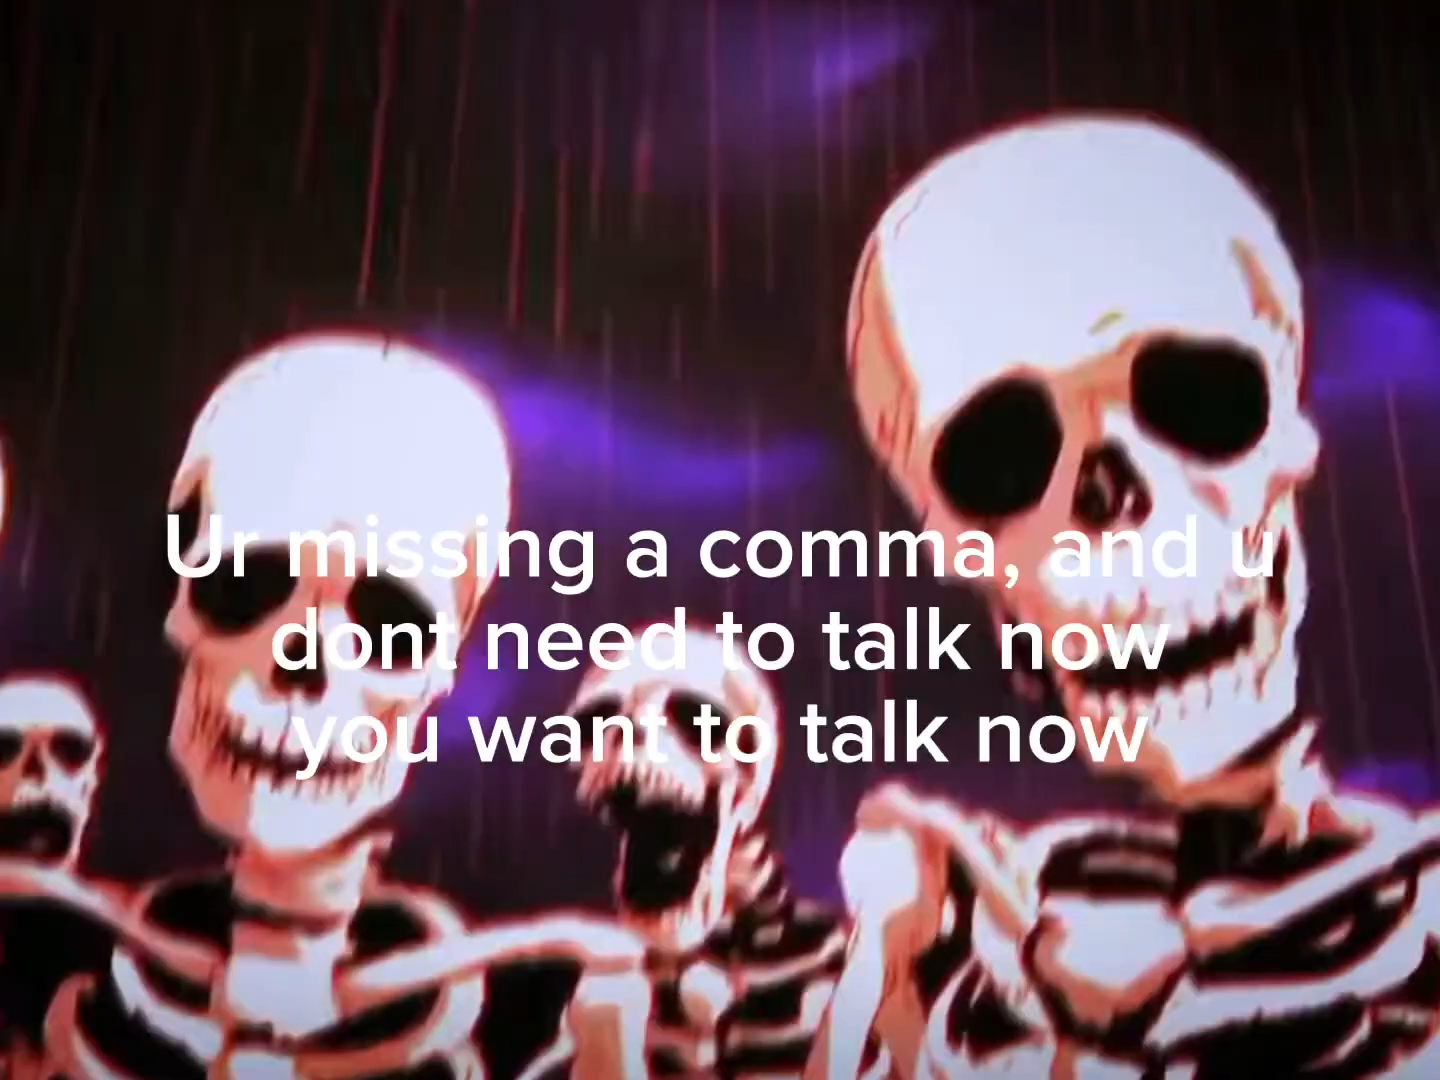 Ur missing a comma, and u
dont need to talk now
you want to talk now